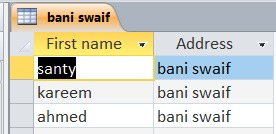 bani swaif
First name Address
santy bani swaif
kareem bani swaif
ahmed bani swaif